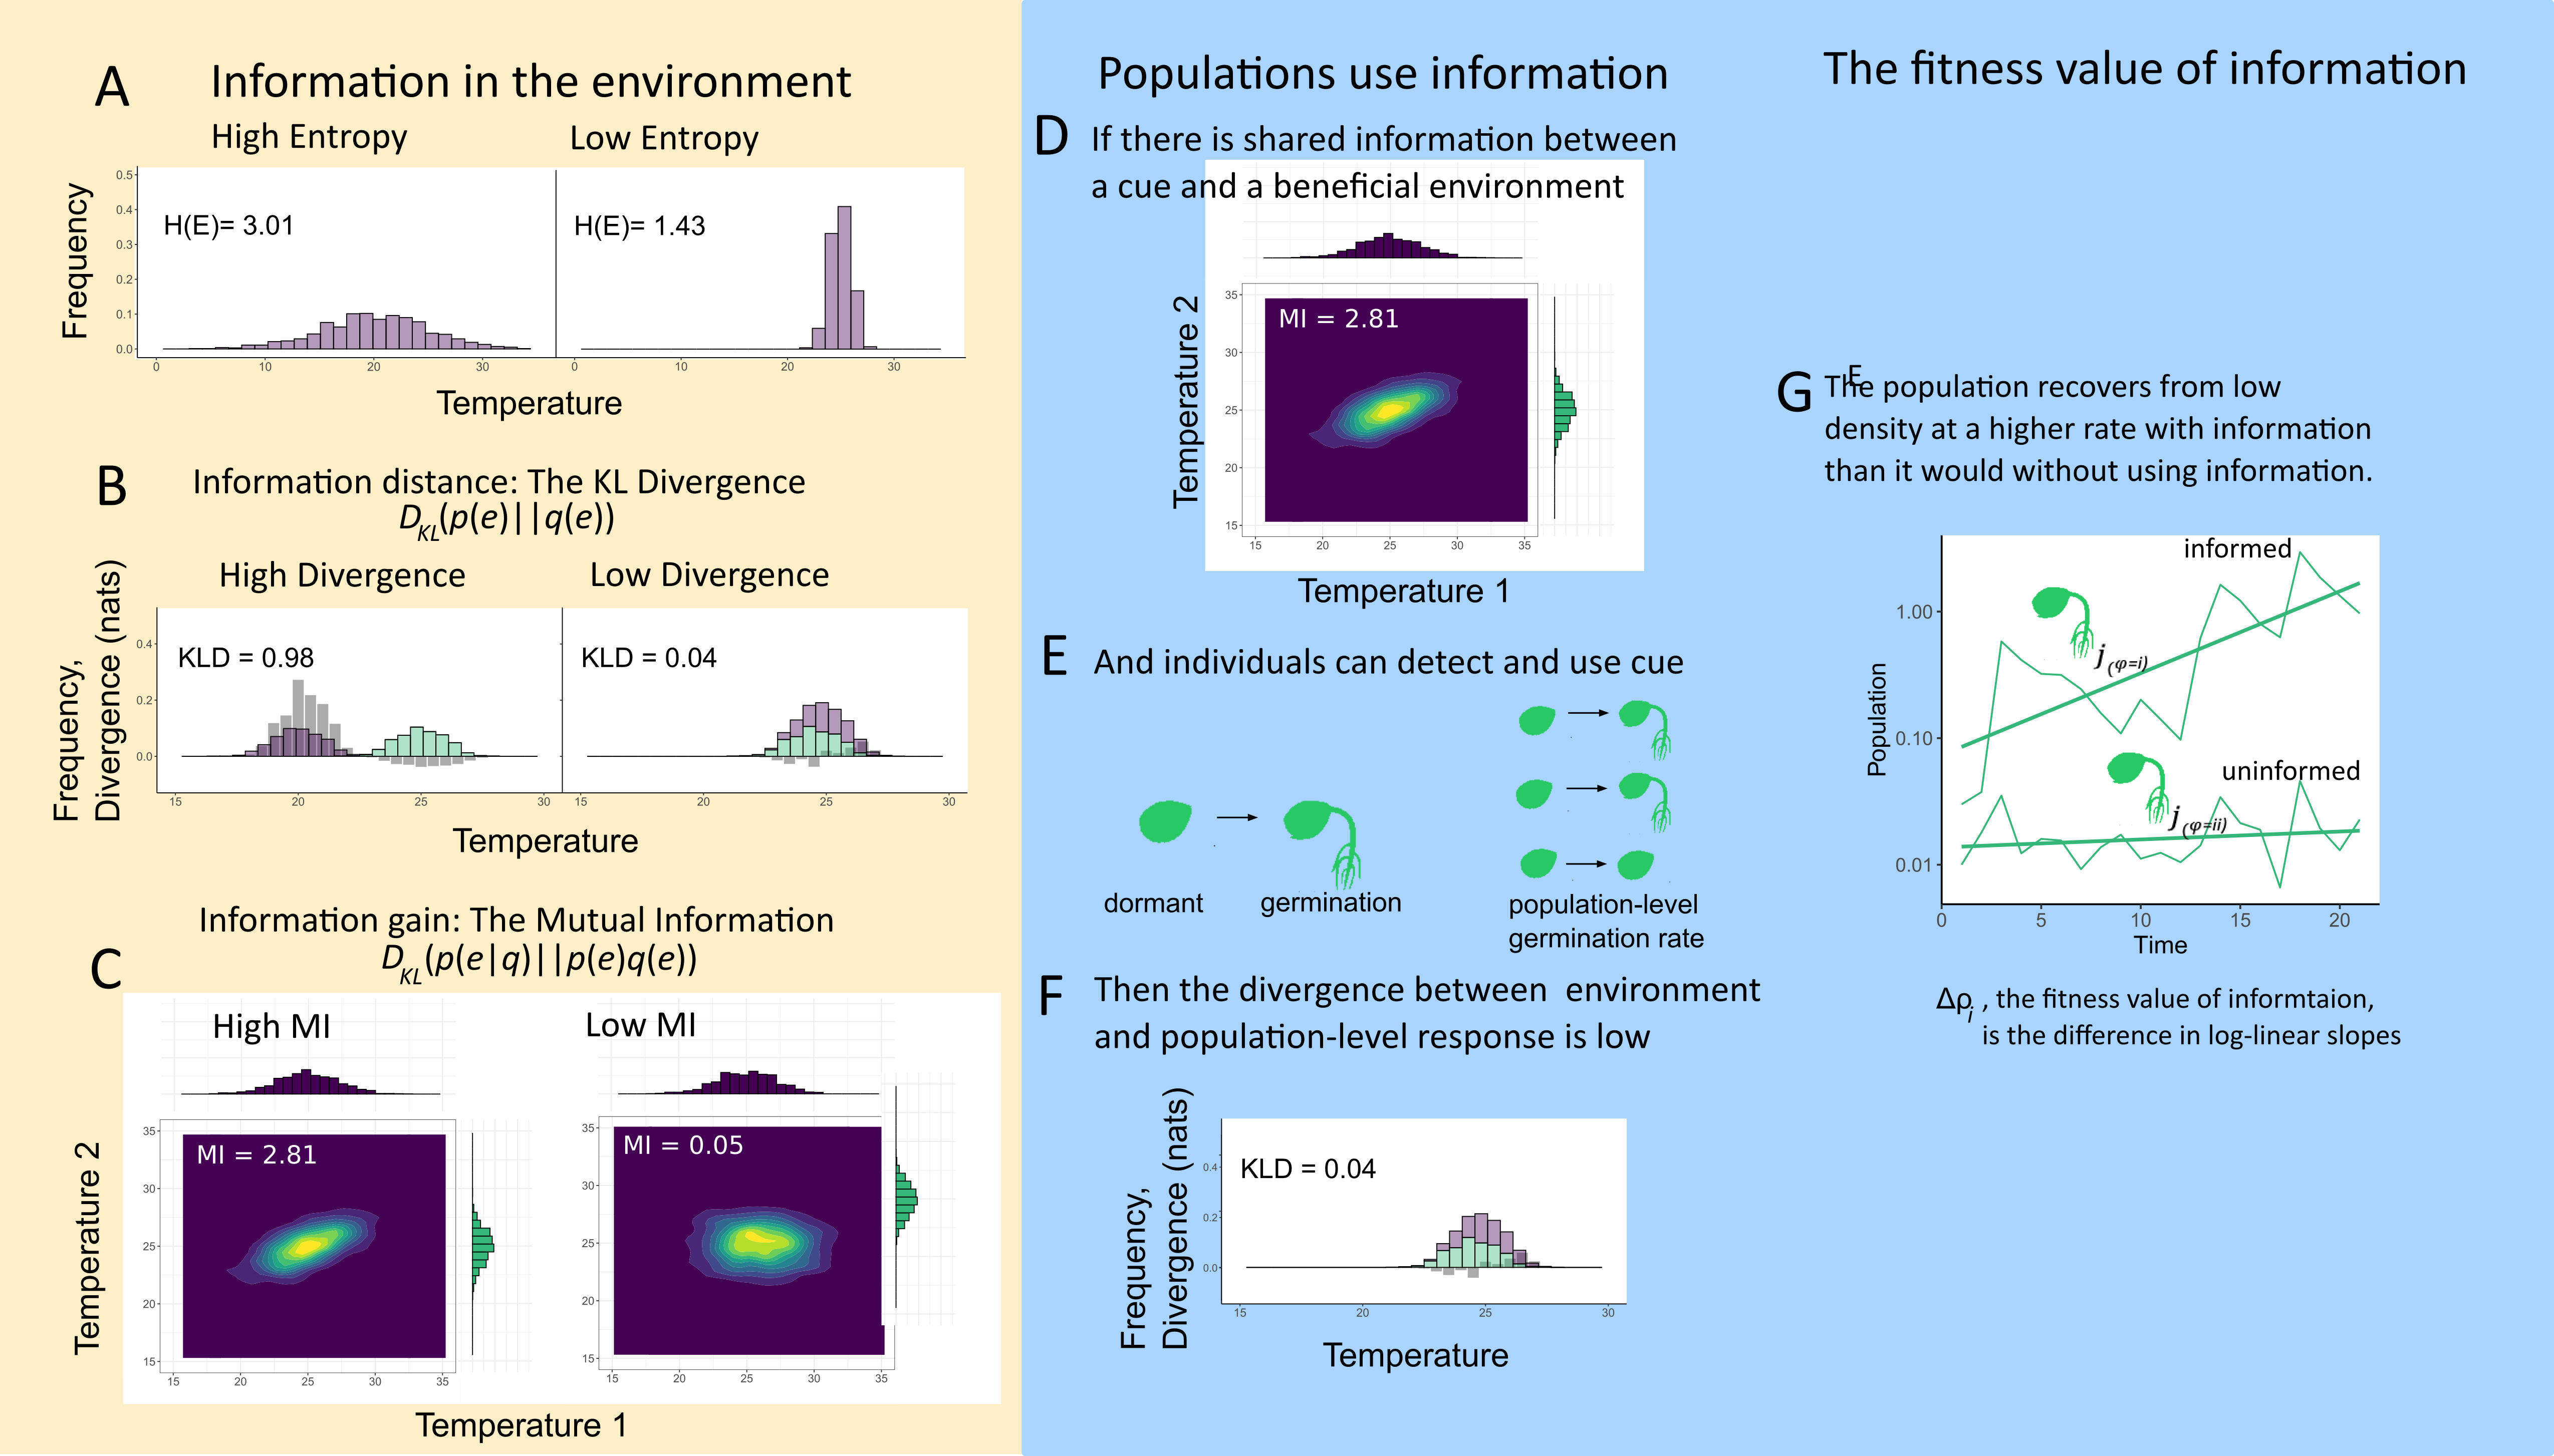 A
Information in the environment
High Entropy
Low Entropy
Frequency
0.5
0.4
0.3
0.2
0.1
0.0
H(E)= 3.01
H(E)= 1.43
0
10
20
30
0
10
20
30
Temperature
B
Information distance: The KL Divergence
D_KL(p(e)||q(e))
High Divergence
Low Divergence
Frequency,
Divergence (nats)
0.4
0.2
0.0
KLD = 0.98
KLD = 0.04
15
20
25
30
15
20
25
30
Temperature
Information gain: The Mutual Information
C
D_KL(p(e|q)||p(e)q(e))
High MI
Low MI
Temperature 2
35
30
25
20
15
MI = 2.81
15
20
25
30
35
35
30
25
20
15
MI = 0.05
15
20
25
30
35
Temperature 1
Populations use information
D
If there is shared information between
a cue and a beneficial environment
Temperature 2
35
30
25
20
15
MI = 2.81
15
20
25
30
35
Temperature 1
E
And individuals can detect and use cue
dormant
germination
population-level
germination rate
F
Then the divergence between  environment
and population-level response is low
Frequency,
Divergence (nats)
0.4
0.2
0.0
KLD = 0.04
15
20
25
30
Temperature
The fitness value of information
E
G
The population recovers from low
density at a higher rate with information
than it would without using information.
Population
1.00
0.10
0.01
informed
j(φ=i)
uninformed
j(φ=ii)
0
5
10
15
20
Time
Δρi , the fitness value of informtaion,
is the difference in log-linear slopes